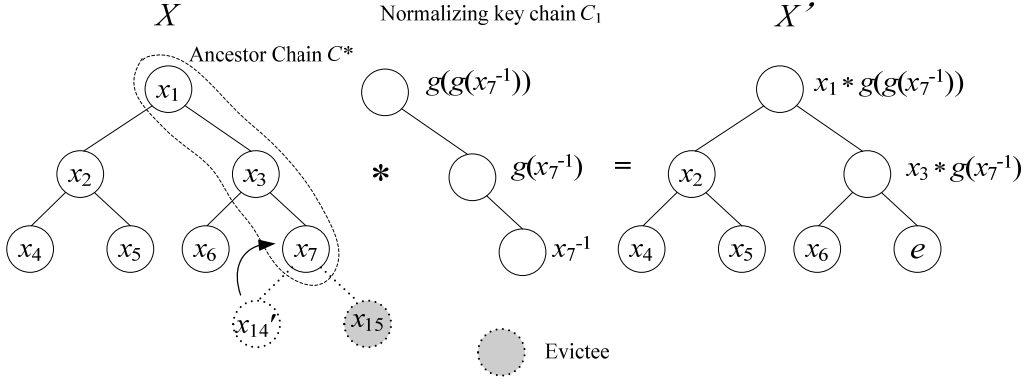 X Normalizing key chain C₁ X’
Ancestor Chain C*
x₁ g(g(x₇⁻¹)) x₁ * g(g(x₇⁻¹))
x₂ x₃ * g(x₇⁻¹) = x₂ x₃ * g(x₇⁻¹)
x₄ x₅ x₆ x₇ x₇⁻¹ x₄ x₅ x₆ e
x₁₄′ x₁₅
Evictee